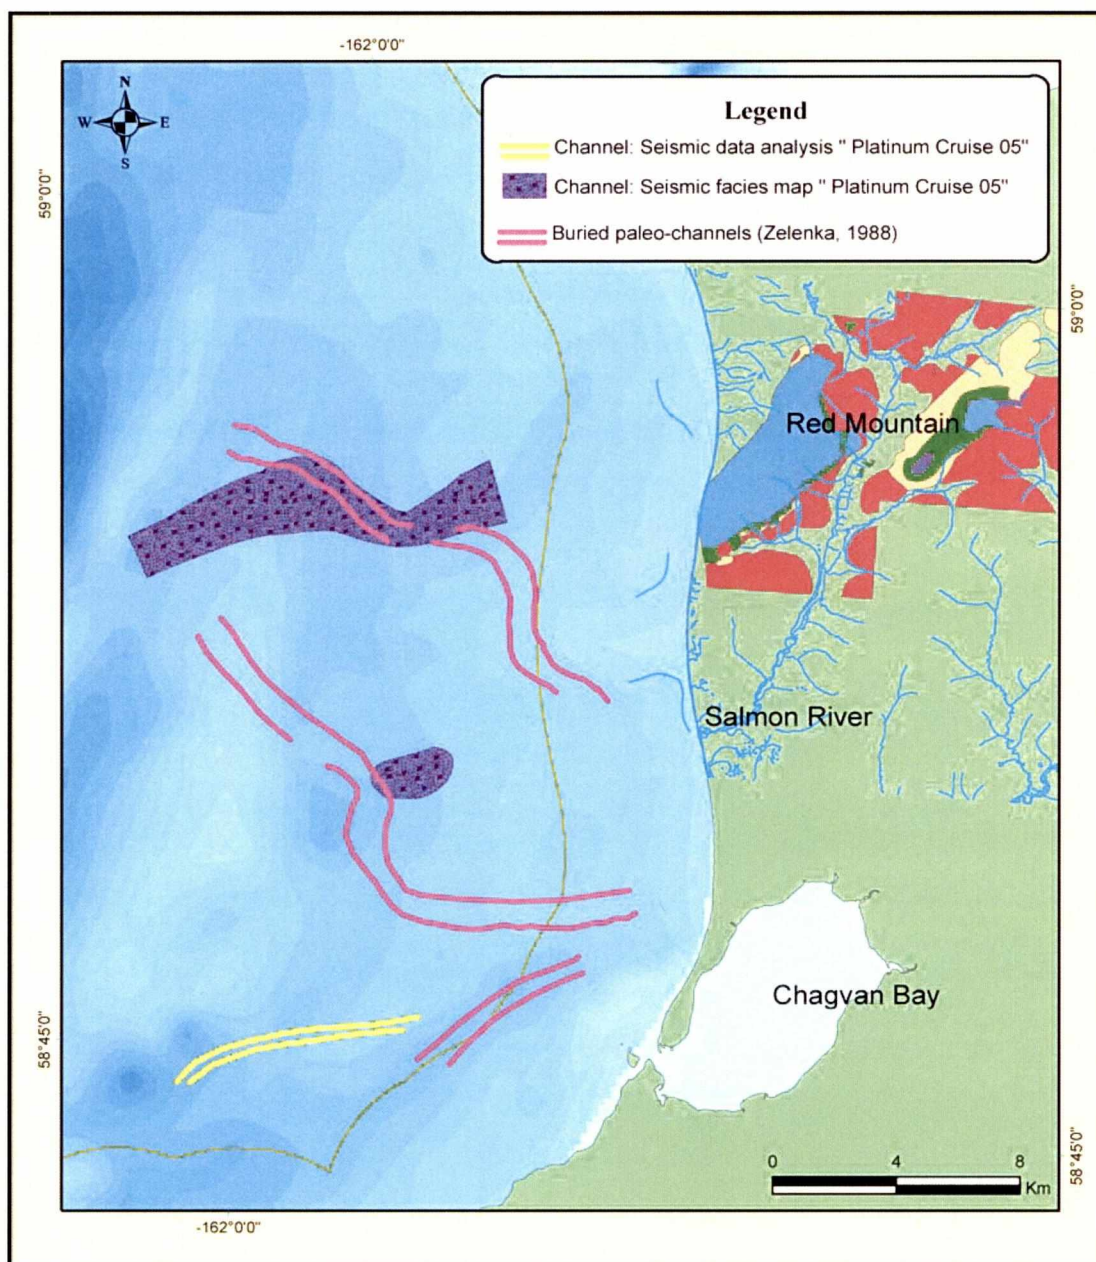 -162°0'0"
N
W E
S
Legend
Channel: Seismic data analysis " Platinum Cruise 05"
Channel: Seismic facies map " Platinum Cruise 05"
Buried paleo-channels (Zelenka, 1988)
59°0'0"
59°0'0"
Red Mountain
Salmon River
Chagvan Bay
58°45'0"
58°45'0"
0 4 8
Km
-162°0'0"